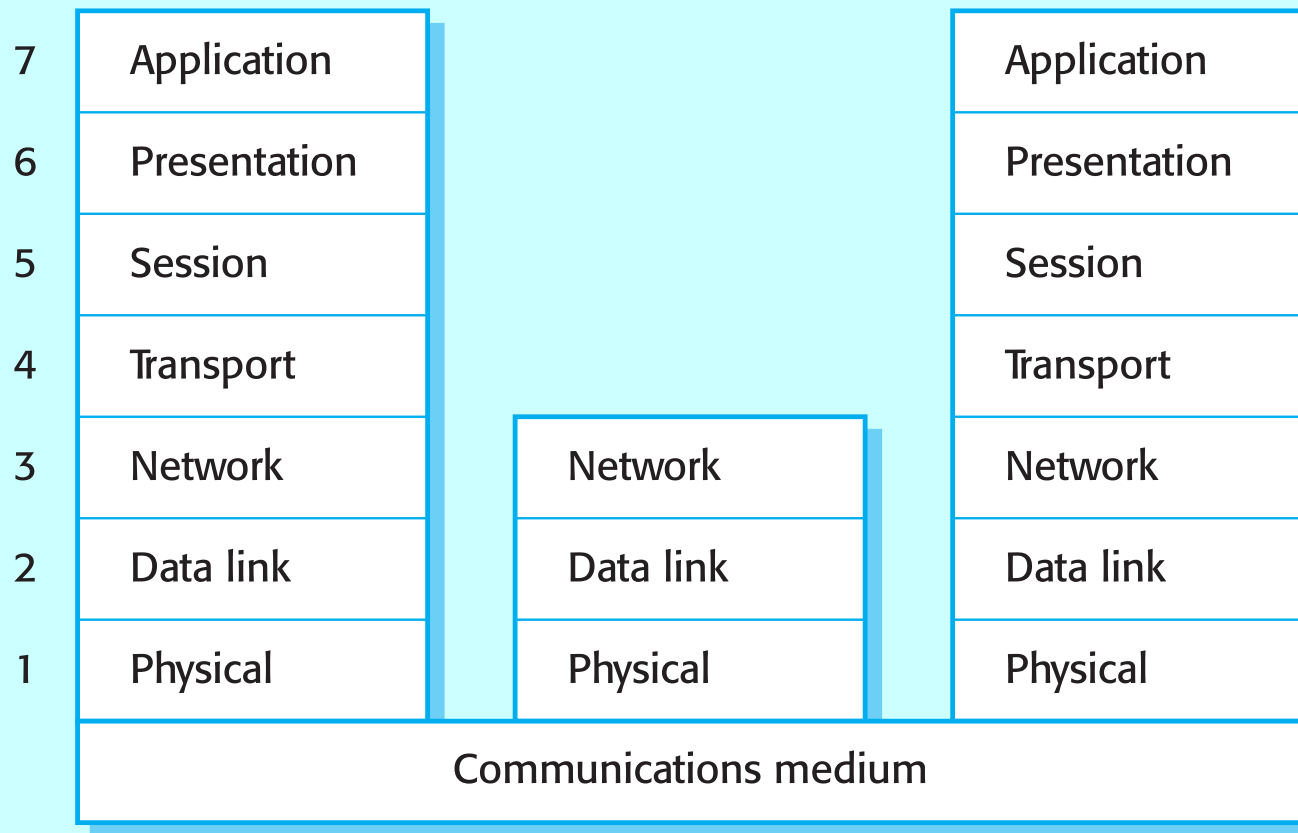 7 Application Application
6 Presentation Presentation
5 Session Session
4 Transport Transport
3 Network Network Network
2 Data link Data link Data link
1 Physical Physical Physical
Communications medium